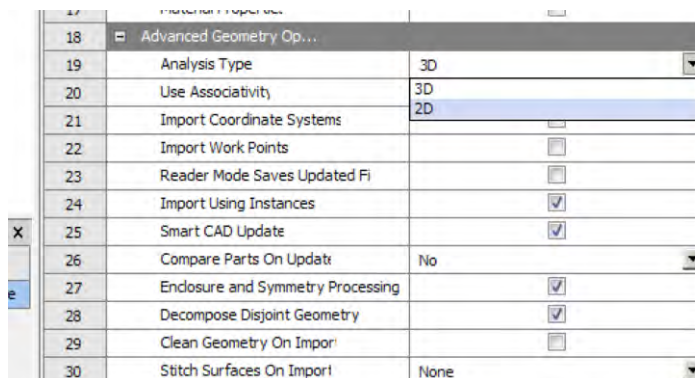 18 Advanced Geometry Op...
19 Analysis Type 3D
3D
20 Use Associativity
2D
21 Import Coordinate Systems
22 Import Work Points
23 Reader Mode Saves Updated Fi
24 Import Using Instances
X
25 Smart CAD Update
26 Compare Parts On Update No
27 Enclosure and Symmetry Processing
e
28 Decompose Disjoint Geometry
29 Clean Geometry On Import
30 Stitch Surfaces On Import None